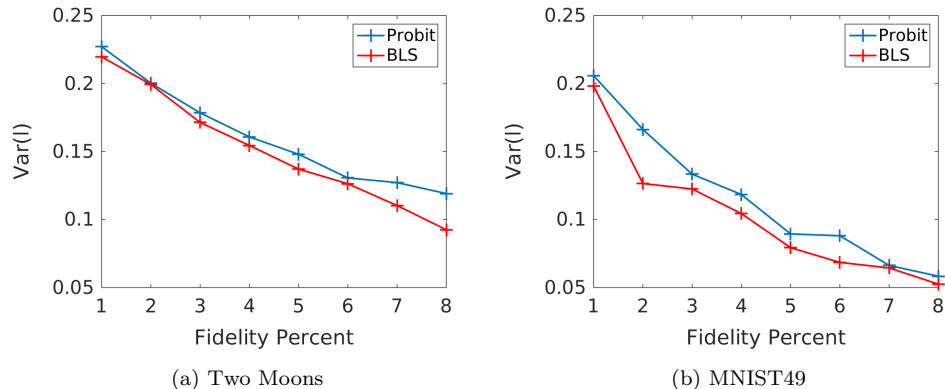 0.25
0.2
0.15
0.1
0.05
Var(l)
1 2 3 4 5 6 7 8
Fidelity Percent
Probit
BLS
(a) Two Moons
0.25
0.2
0.15
0.1
0.05
Var(l)
1 2 3 4 5 6 7 8
Fidelity Percent
Probit
BLS
(b) MNIST49